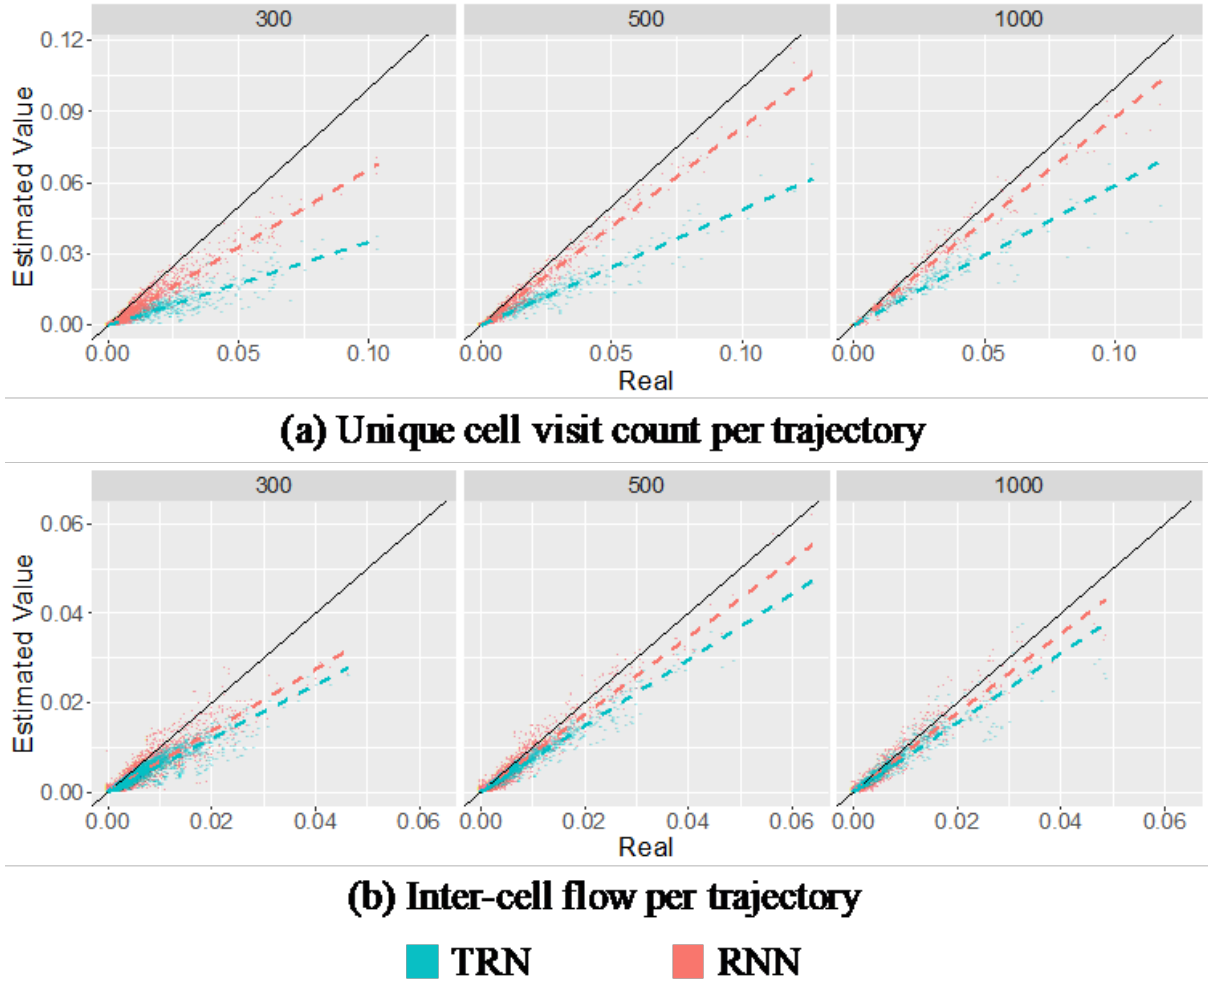 300 500 1000
0.12
0.09
0.06
0.03
0.00
Estimated Value
0.00 0.05 0.10 0.00 0.05 0.10 0.00 0.05 0.10
Real
(a) Unique cell visit count per trajectory
300 500 1000
0.06
0.04
0.02
0.00
Estimated Value
0.00 0.02 0.04 0.06 0.00 0.02 0.04 0.06 0.00 0.02 0.04 0.06
Real
(b) Inter-cell flow per trajectory
TRN RNN